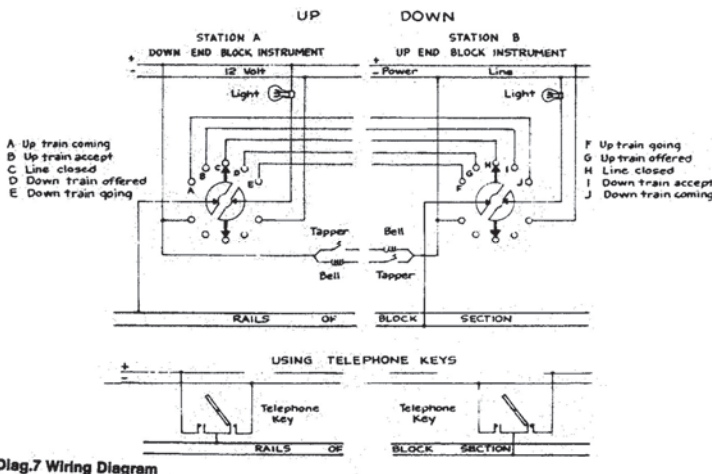 UP DOWN
STATION A
DOWN END BLOCK INSTRUMENT
STATION B
UP END BLOCK INSTRUMENT
+
-
12 Volt
+
- Power Line
Light
Light
A Up train coming
B Up train accept
C Line closed
D Down train offered
E Down train going
A
B
C
D
E
F
G
H
I
J
F Up train going
G Up train offered
H Line closed
I Down train accept
J Down train coming
Tapper
Bell
Bell
Tapper
RAILS OF BLOCK SECTION
USING TELEPHONE KEYS
+
-
Telephone
Key
Telephone
Key
RAILS OF BLOCK SECTION
Diag.7 Wiring Diagram